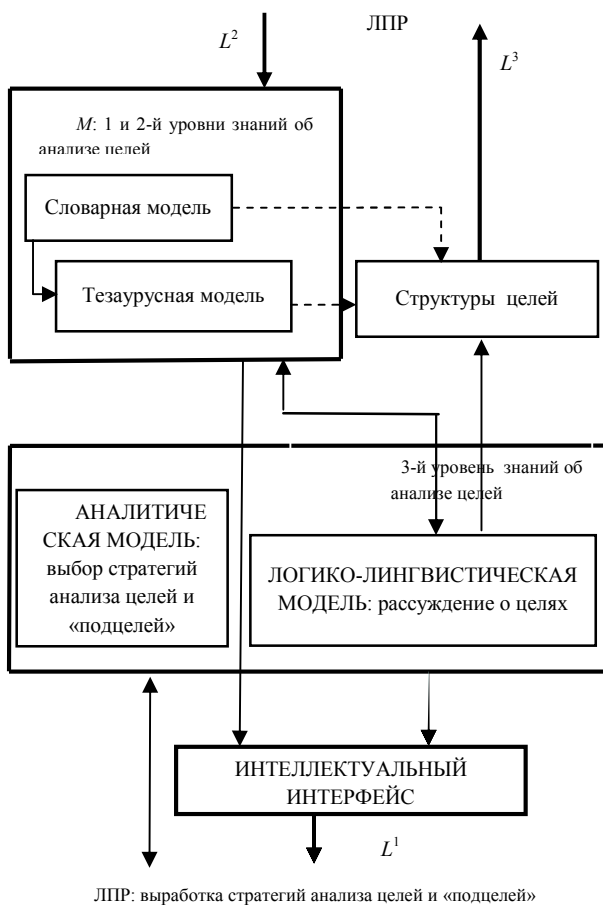 ЛПР
L²
L³
M: 1 и 2-й уровни знаний об
анализе целей
Словарная модель
Тезаурусная модель
Структуры целей
3-й уровень знаний об
анализе целей
АНАЛИТИЧЕ
СКАЯ МОДЕЛЬ:
выбор стратегий
анализа целей и
«подцелей»
ЛОГИКО-ЛИНГВИСТИЧЕСКАЯ
МОДЕЛЬ: рассуждение о целях
ИНТЕЛЛЕКТУАЛЬНЫЙ
ИНТЕРФЕЙС
L¹
ЛПР: выработка стратегий анализа целей и «подцелей»